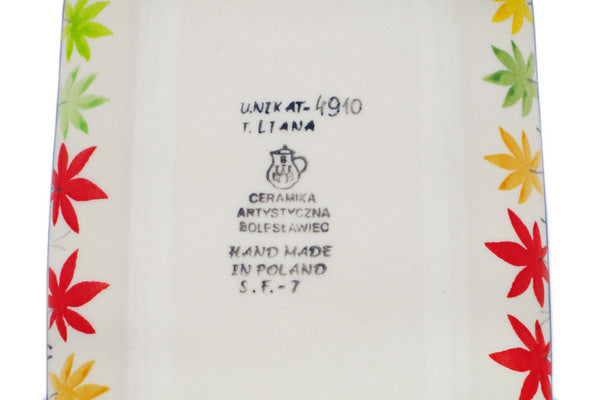 UNIKAT-4910
T. LIANA
CERAMIKA
ARTYSTYCZNA
BOLESŁAWIEC
HAND MADE
IN POLAND
S.F.-7